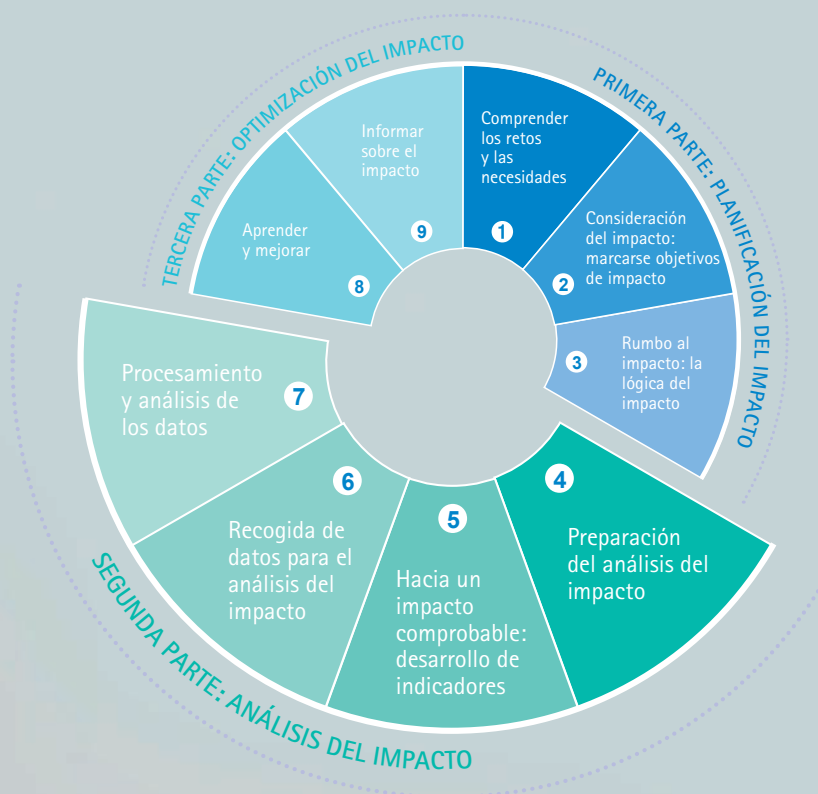 PRIMERA PARTE: PLANIFICACIÓN DEL IMPACTO
Comprender
los retos
y las
necesidades
1
Consideración
del impacto:
marcarse objetivos
de impacto
2
Rumbo al
impacto: la
lógica del
impacto
3
SEGUNDA PARTE: ANÁLISIS DEL IMPACTO
4
Preparación
del análisis del
impacto
5
Hacia un
impacto
comprobable:
desarrollo de
indicadores
6
Recogida de
datos para el
análisis del
impacto
Procesamiento
y análisis de
los datos
7
TERCERA PARTE: OPTIMIZACIÓN DEL IMPACTO
Aprender
y mejorar
8
Informar
sobre el
impacto
9